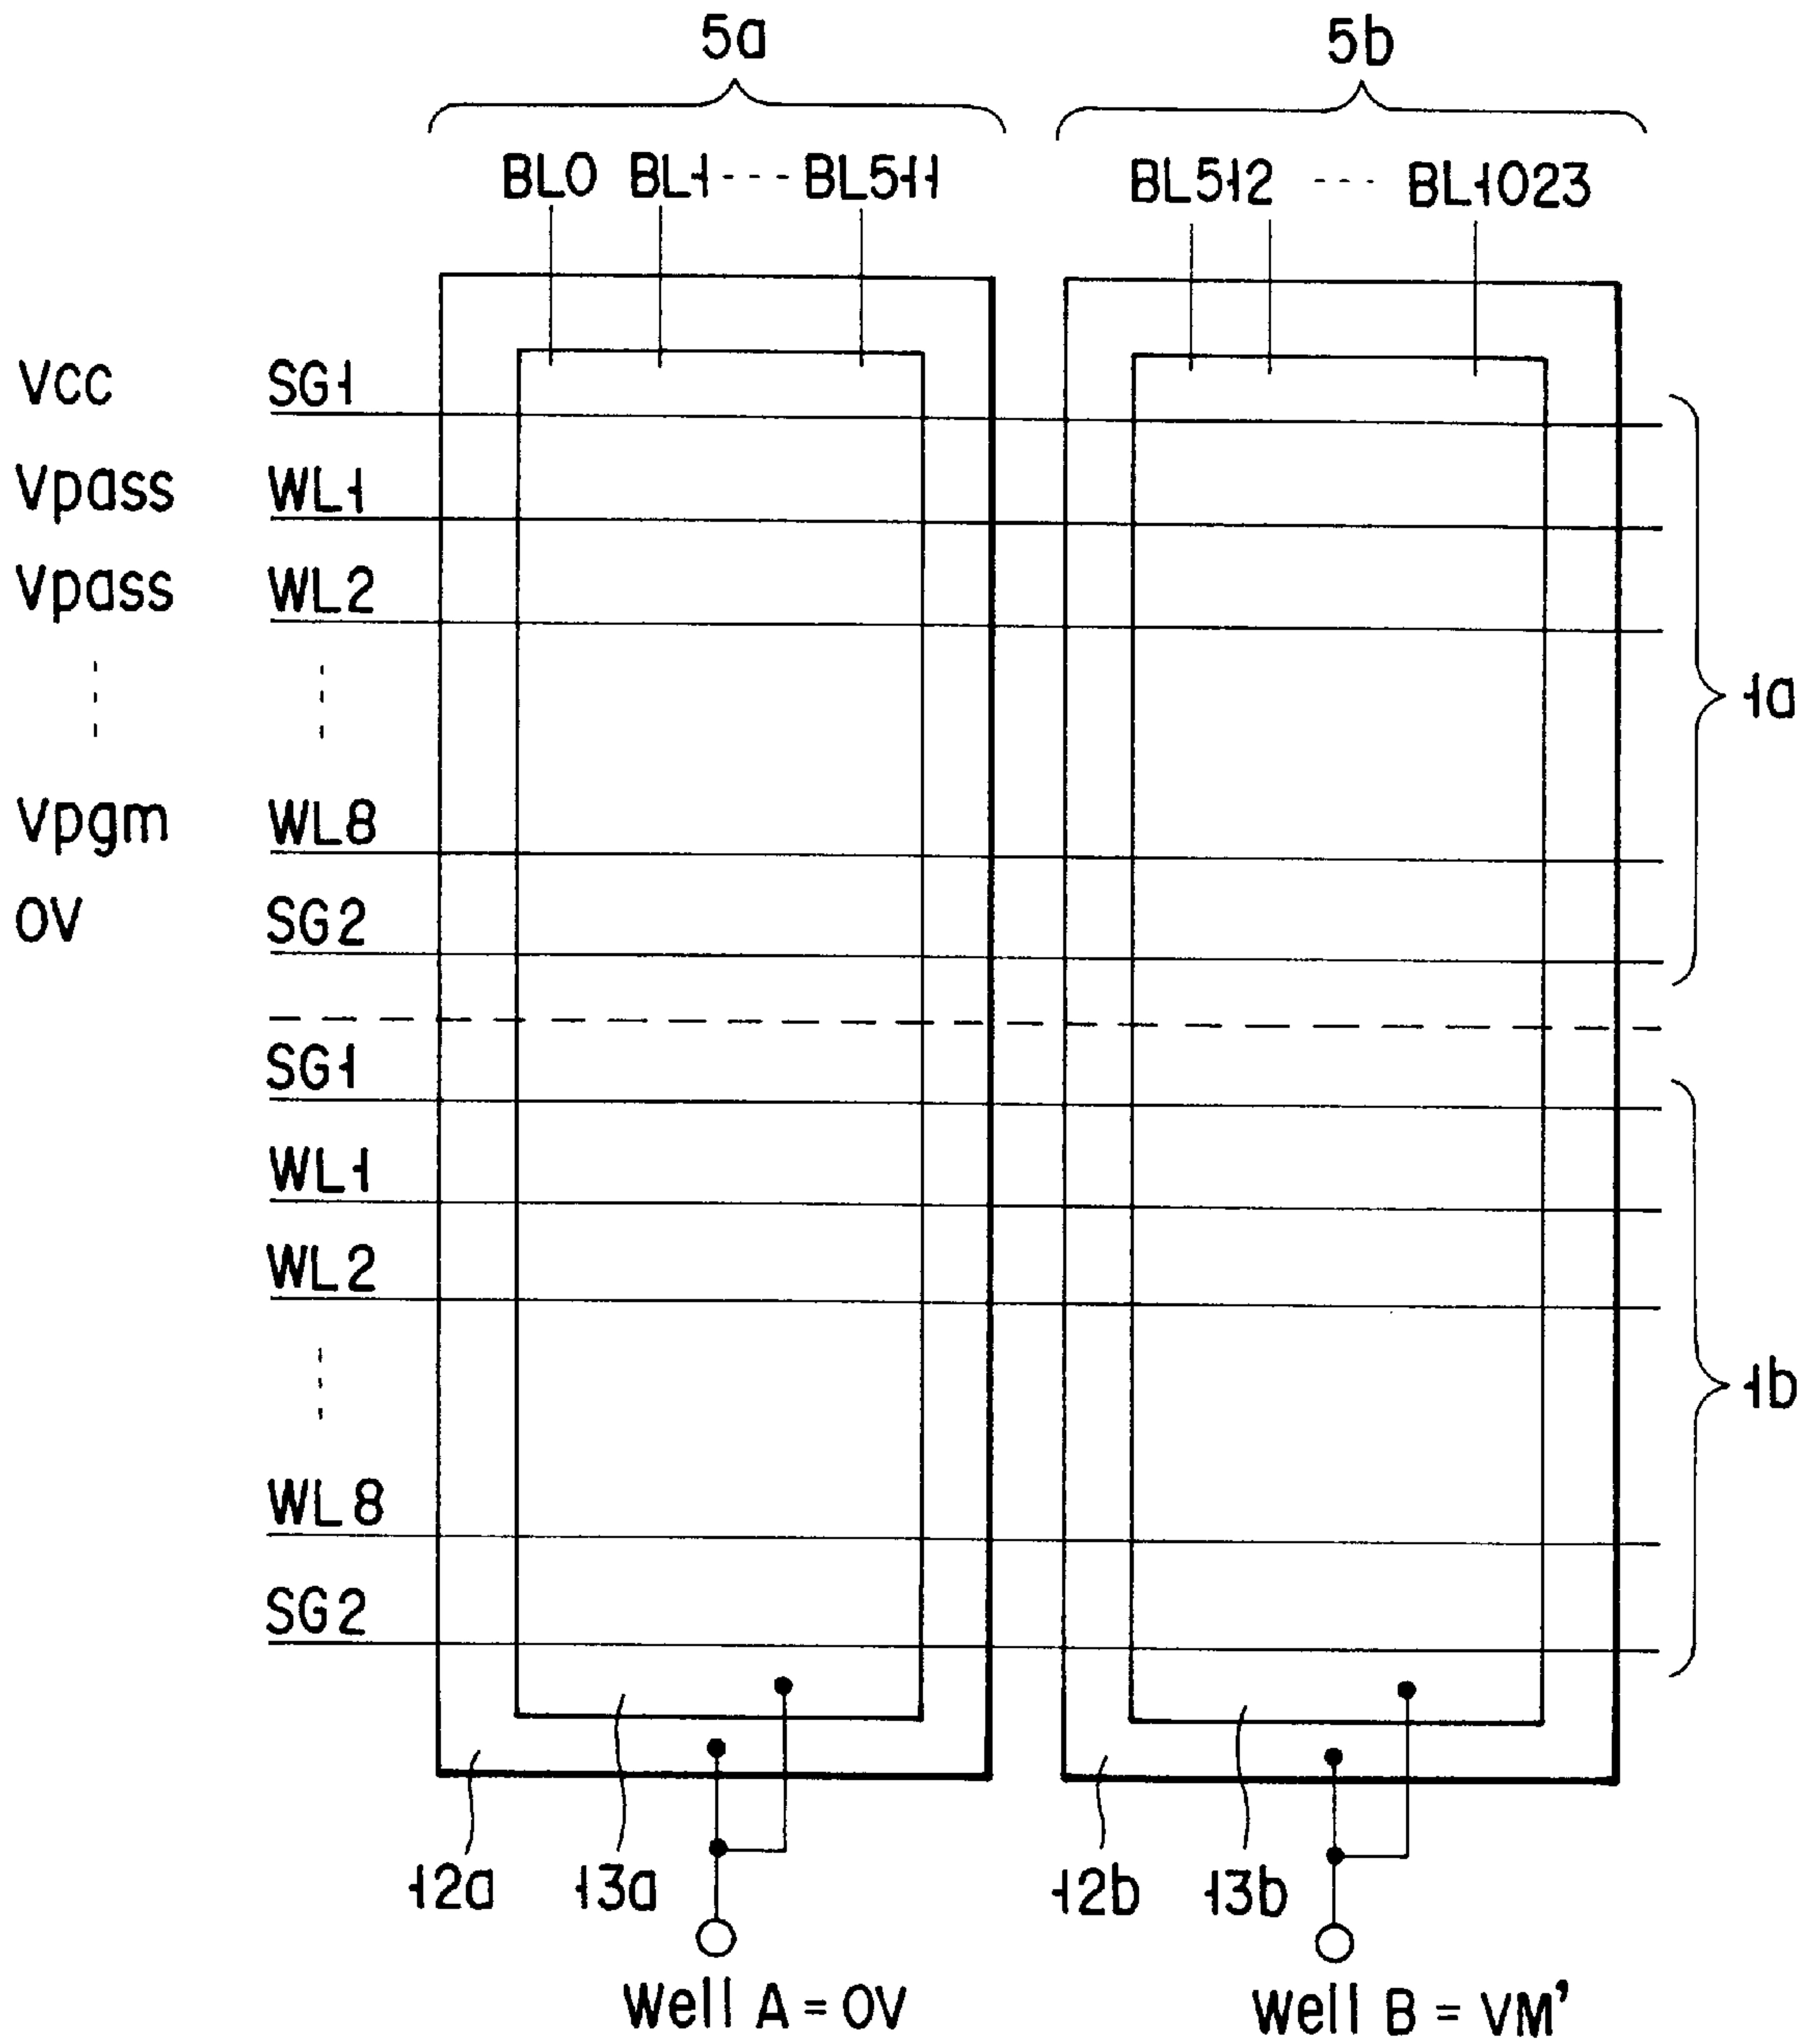 5a 5b
BL0 BL1 ---- BL511 BL512 --- BL1023
VCC SG1
Vpass WL1
Vpass WL2
1a
Vpgm WL8
0V SG2
SG1
WL1
WL2
1b
WL8
SG2
12a 13a 12b 13b
Well A = 0V Well B = VM'